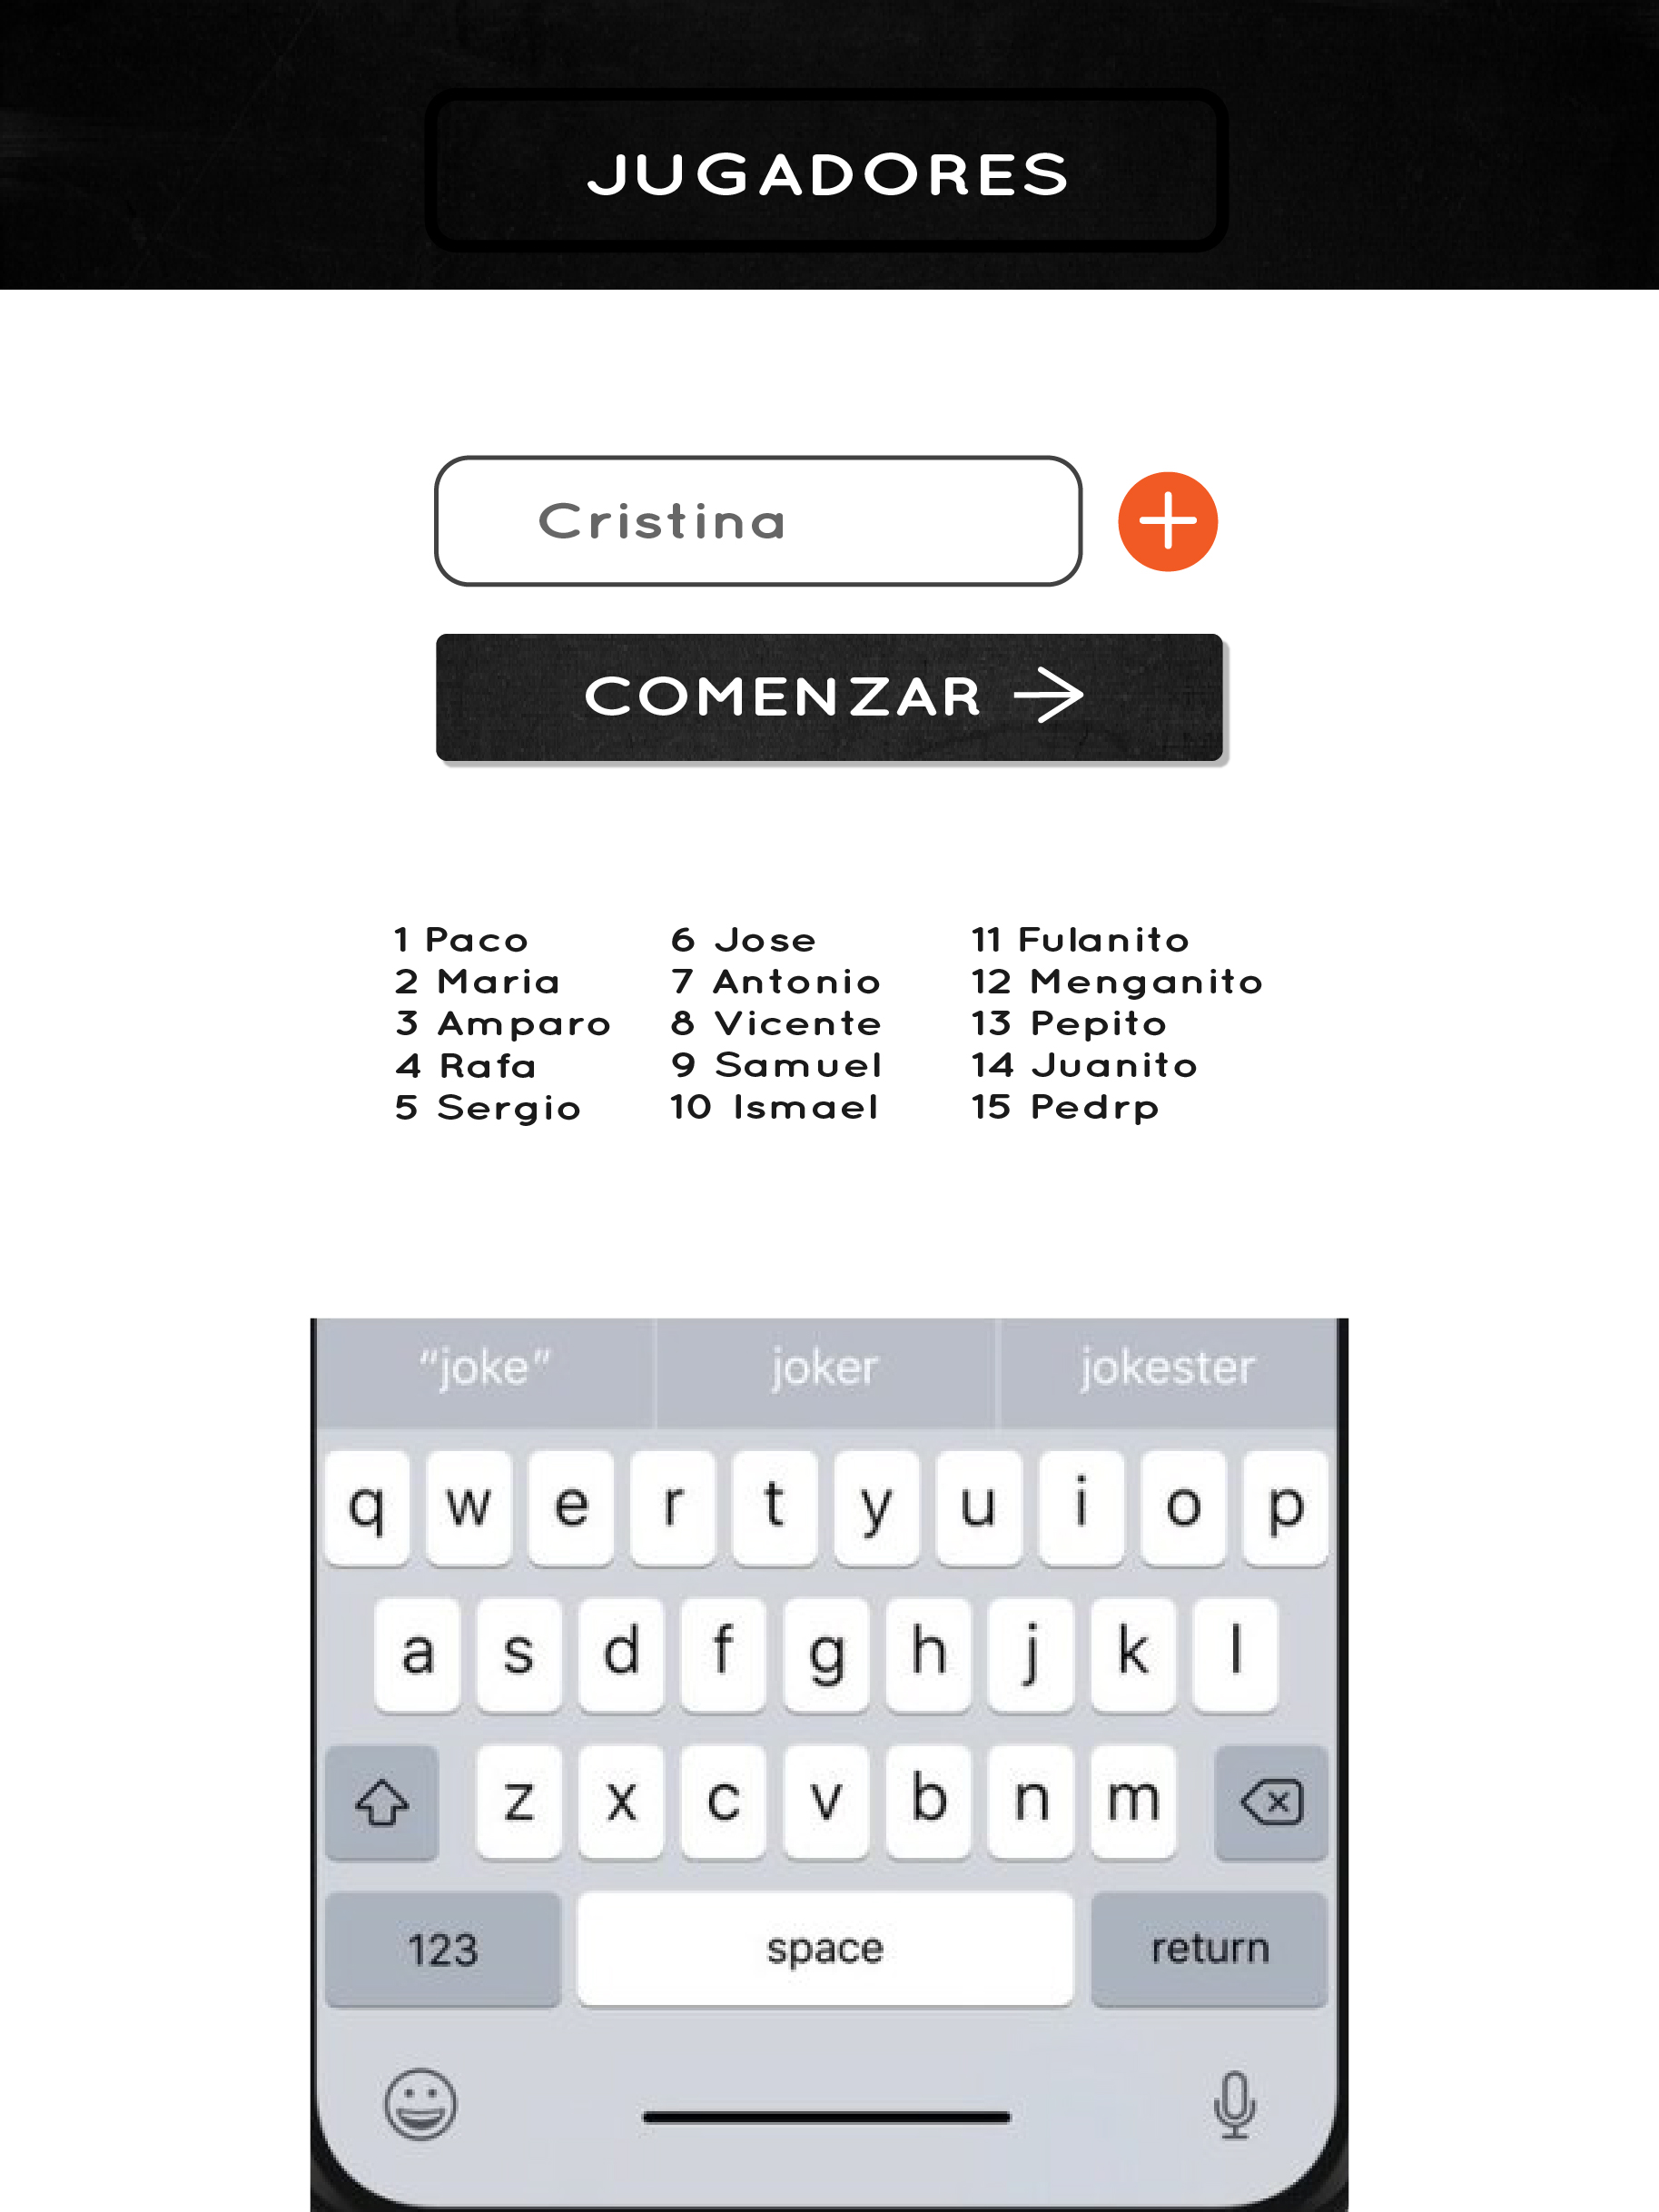 JUGADORES
Cristina
COMENZAR
1 Paco
2 Maria
3 Amparo
4 Rafa
5 Sergio
6 Jose
7 Antonio
8 Vicente
9 Samuel
10 Ismael
11 Fulanito
12 Menganito
13 Pepito
14 Juanito
15 Pedrp
“joke” joker jokester
q w e r t y u i o p
a s d f g h j k l
z x c v b n m
123 space return